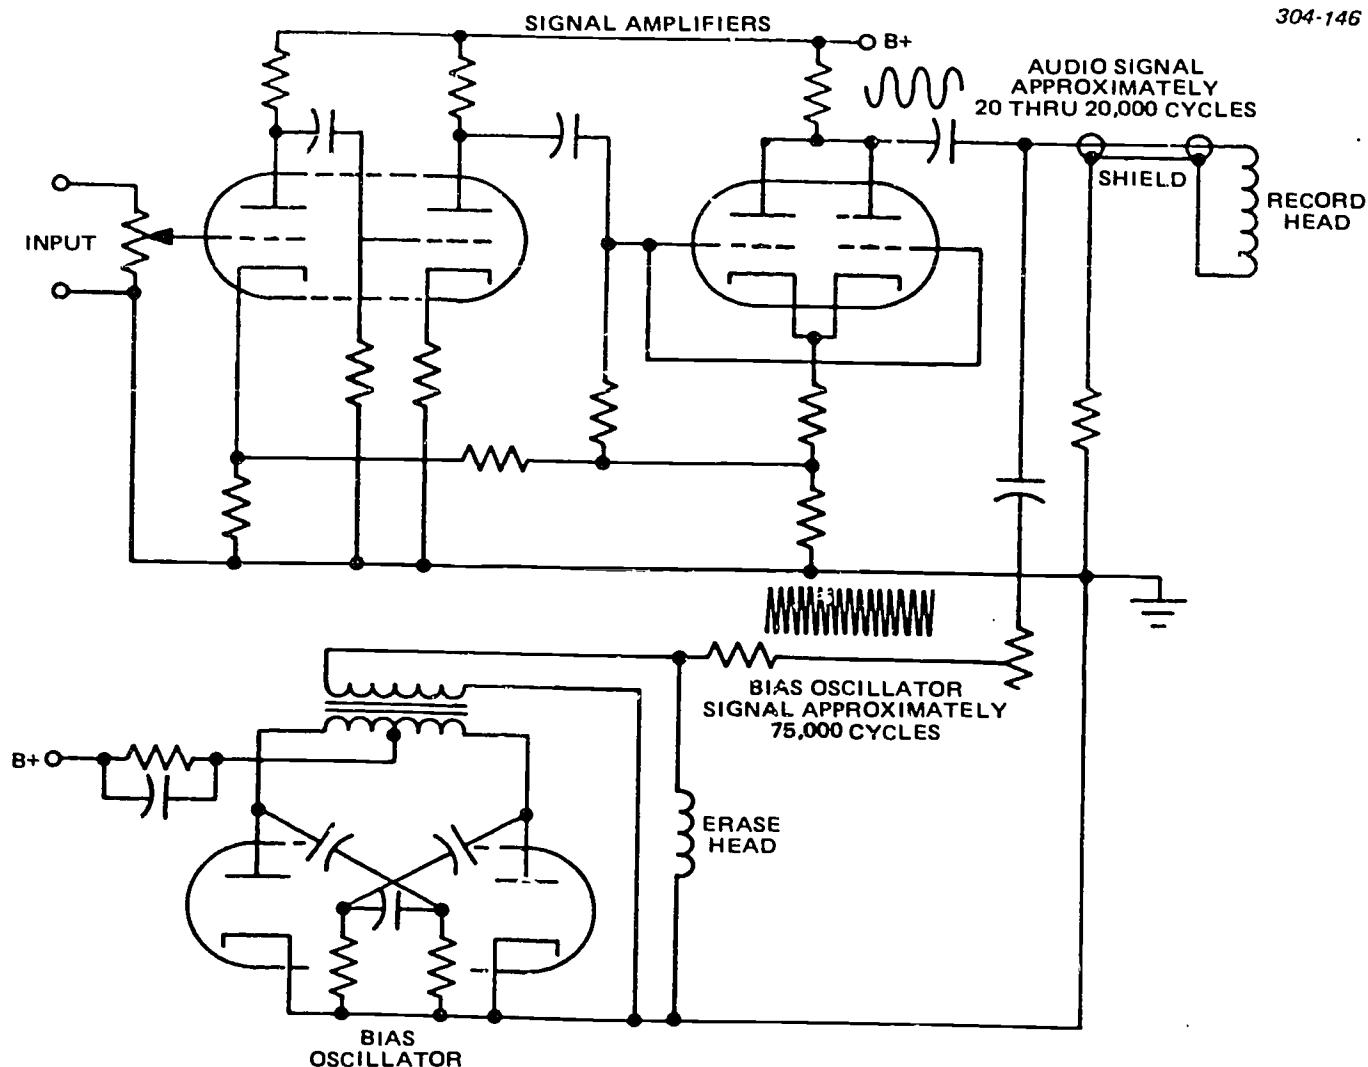 304-146
SIGNAL AMPLIFIERS
B+
AUDIO SIGNAL
APPROXIMATELY
20 THRU 20,000 CYCLES
SHIELD
RECORD
HEAD
INPUT
BIAS OSCILLATOR
SIGNAL APPROXIMATELY
75,000 CYCLES
B+
ERASE
HEAD
BIAS
OSCILLATOR